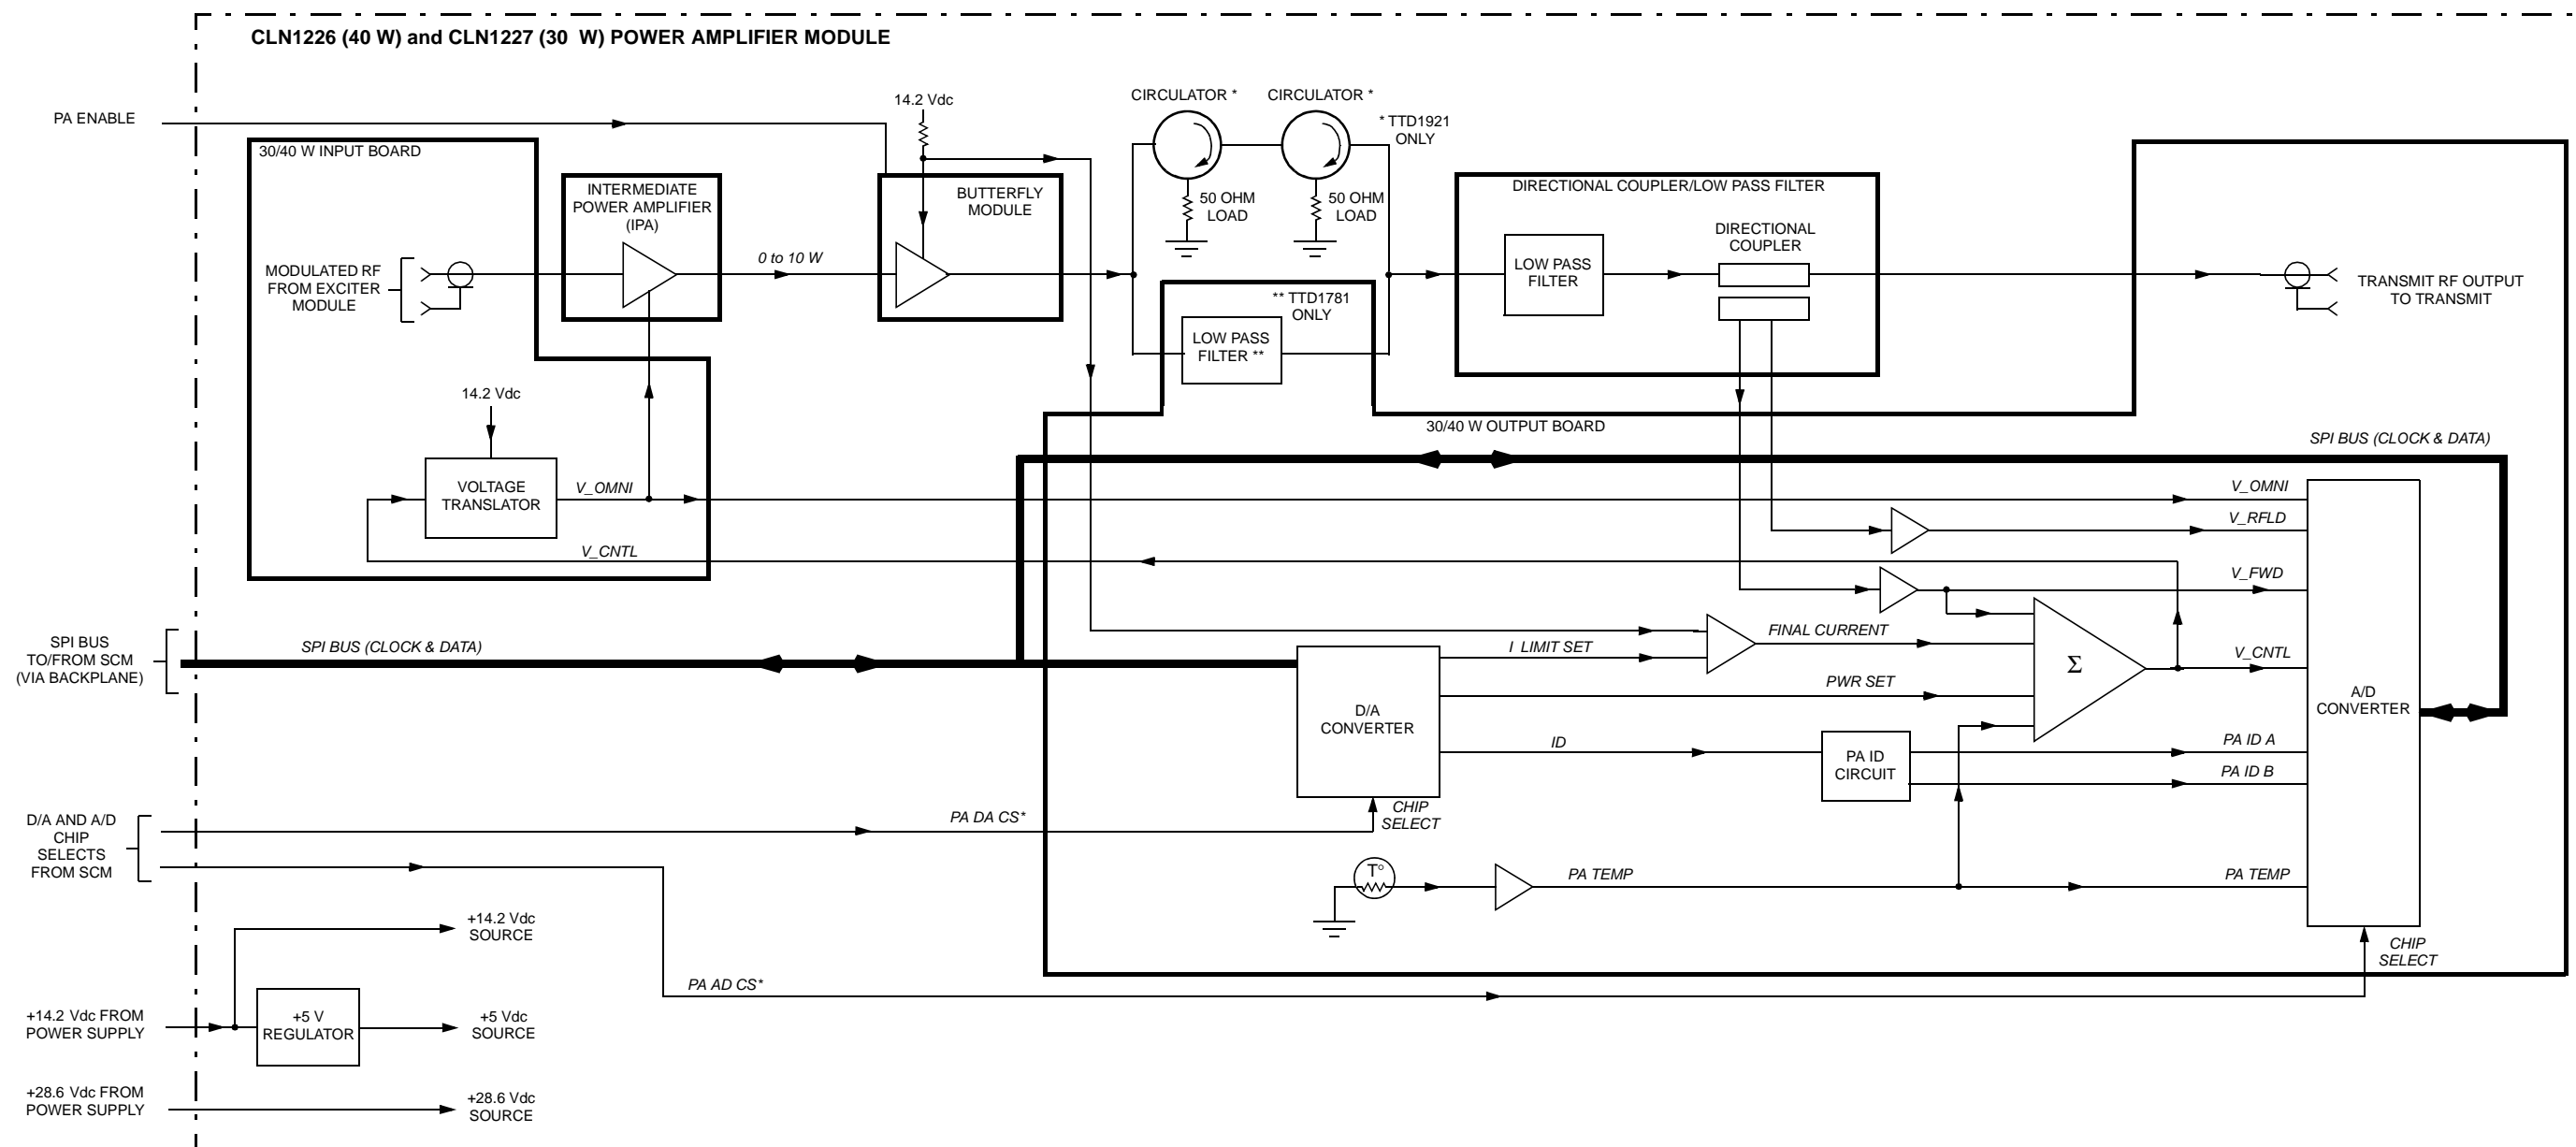 CLN1226 (40 W) and CLN1227 (30 W) POWER AMPLIFIER MODULE
PA ENABLE
30/40 W INPUT BOARD
MODULATED RF
FROM EXCITER
MODULE
INTERMEDIATE
POWER AMPLIFIER
(IPA)
0 to 10 W
14.2 Vdc
BUTTERFLY
MODULE
CIRCULATOR *
CIRCULATOR *
* TTD1921
ONLY
50 OHM
LOAD
50 OHM
LOAD
** TTD1781
ONLY
LOW PASS
FILTER **
DIRECTIONAL COUPLER/LOW PASS FILTER
LOW PASS
FILTER
DIRECTIONAL
COUPLER
TRANSMIT RF OUTPUT
TO TRANSMIT
14.2 Vdc
VOLTAGE
TRANSLATOR
V_OMNI
V_CNTL
30/40 W OUTPUT BOARD
SPI BUS (CLOCK & DATA)
V_OMNI
V_RFLD
V_FWD
V_CNTL
PA ID A
PA ID B
PA TEMP
A/D
CONVERTER
CHIP
SELECT
SPI BUS
TO/FROM SCM
(VIA BACKPLANE)
SPI BUS (CLOCK & DATA)
D/A
CONVERTER
I LIMIT SET
FINAL CURRENT
PWR SET
Σ
ID
PA ID
CIRCUIT
CHIP
SELECT
T°
PA TEMP
D/A AND A/D
CHIP
SELECTS
FROM SCM
PA DA CS*
PA AD CS*
+14.2 Vdc
SOURCE
+14.2 Vdc FROM
POWER SUPPLY
+5 V
REGULATOR
+5 Vdc
SOURCE
+28.6 Vdc FROM
POWER SUPPLY
+28.6 Vdc
SOURCE